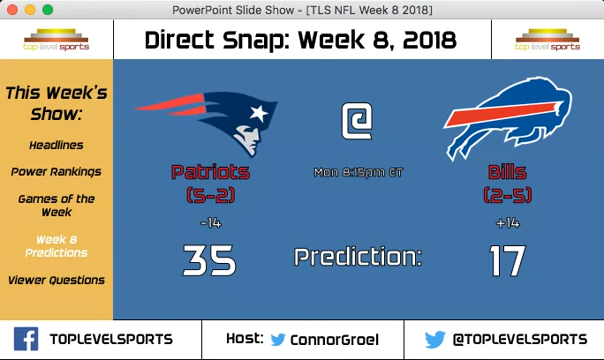 PowerPoint Slide Show - [TLS NFL Week 8 2018]
top level sports
Direct Snap: Week 8, 2018
top level sports
This Week's
Show:
Headlines
Power Rankings
Games of the
Week
Week 8
Predictions
Viewer Questions
@
Patriots
(5-2)
-14
35
Mon 8:15pm ET
Prediction:
Bills
(2-5)
+14
17
TOPLEVELSPORTS
Host: ConnorGroel
@TOPLEVELSPORTS